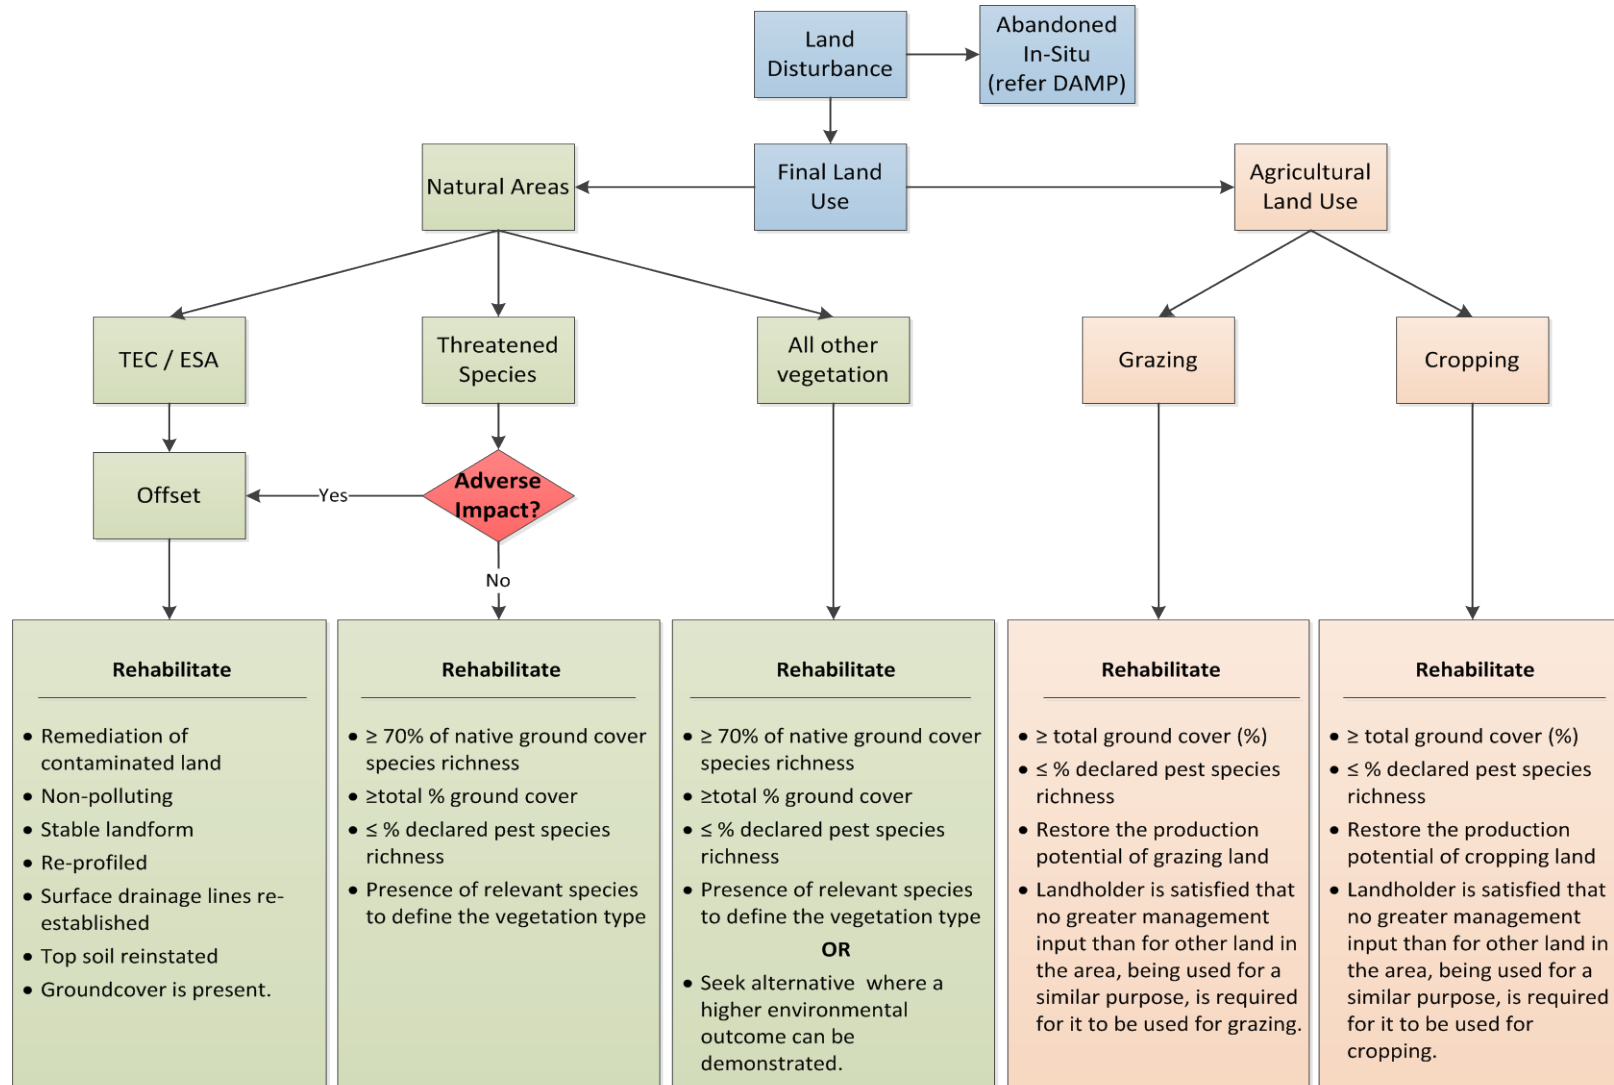 Land
Disturbance
Abandoned
In-Situ
(refer DAMP)
Natural Areas
Final Land
Use
Agricultural
Land Use
TEC / ESA
Threatened
Species
All other
vegetation
Grazing
Cropping
Offset
Yes
Adverse
Impact?
No
Rehabilitate
• Remediation of
contaminated land
• Non-polluting
• Stable landform
• Re-profiled
• Surface drainage lines re-
established
• Top soil reinstated
• Groundcover is present.
Rehabilitate
• ≥ 70% of native ground cover
species richness
• ≥total % ground cover
• ≤ % declared pest species
richness
• Presence of relevant species
to define the vegetation type
Rehabilitate
• ≥ 70% of native ground cover
species richness
• ≥total % ground cover
• ≤ % declared pest species
richness
• Presence of relevant species
to define the vegetation type
OR
• Seek alternative where a
higher environmental
outcome can be
demonstrated.
Rehabilitate
• ≥ total ground cover (%)
• ≤ % declared pest species
richness
• Restore the production
potential of grazing land
• Landholder is satisfied that
no greater management
input than for other land in
the area, being used for a
similar purpose, is required
for it to be used for grazing.
Rehabilitate
• ≥ total ground cover (%)
• ≤ % declared pest species
richness
• Restore the production
potential of cropping land
• Landholder is satisfied that
no greater management
input than for other land in
the area, being used for a
similar purpose, is required
for it to be used for
cropping.